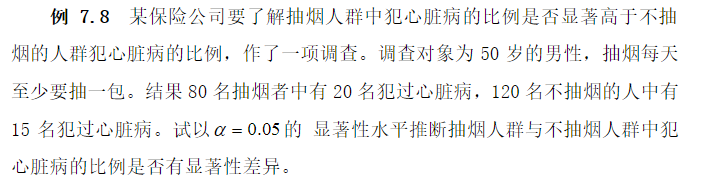 例 7.8 某保险公司要了解抽烟人群中犯心脏病的比例是否显著高于不抽
烟的人群犯心脏病的比例，作了一项调查。调查对象为 50 岁的男性，抽烟每天
至少要抽一包。结果 80 名抽烟者中有 20 名犯过心脏病，120 名不抽烟的人中有
15 名犯过心脏病。试以 α = 0.05 的 显著性水平推断抽烟人群与不抽烟人群中犯
心脏病的比例是否有显著性差异。